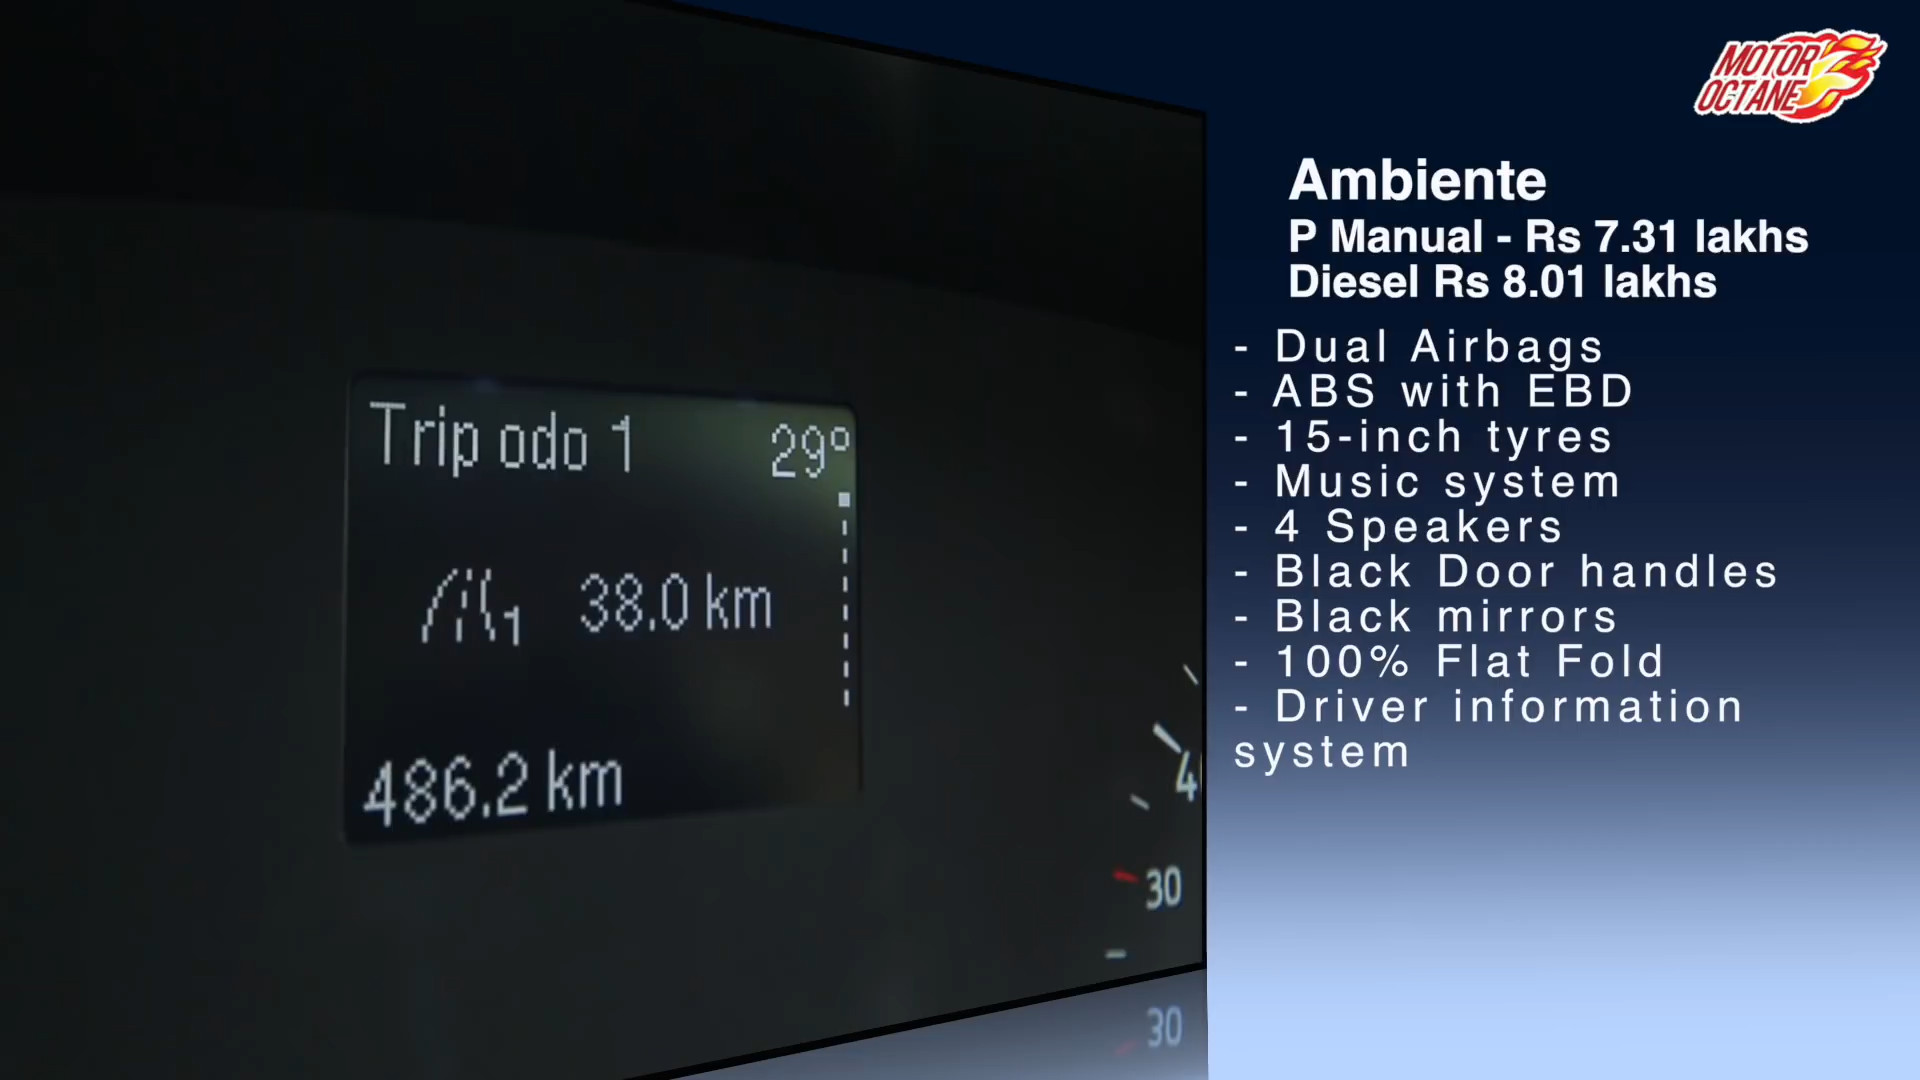 MOTOR
OCTANE
Ambiente
P Manual - Rs 7.31 lakhs
Diesel Rs 8.01 lakhs
- Dual Airbags
- ABS with EBD
- 15-inch tyres
- Music system
- 4 Speakers
- Black Door handles
- Black mirrors
- 100% Flat Fold
- Driver information
system
Trip odo 1 29°
1 38.0 km
486.2 km
30
30